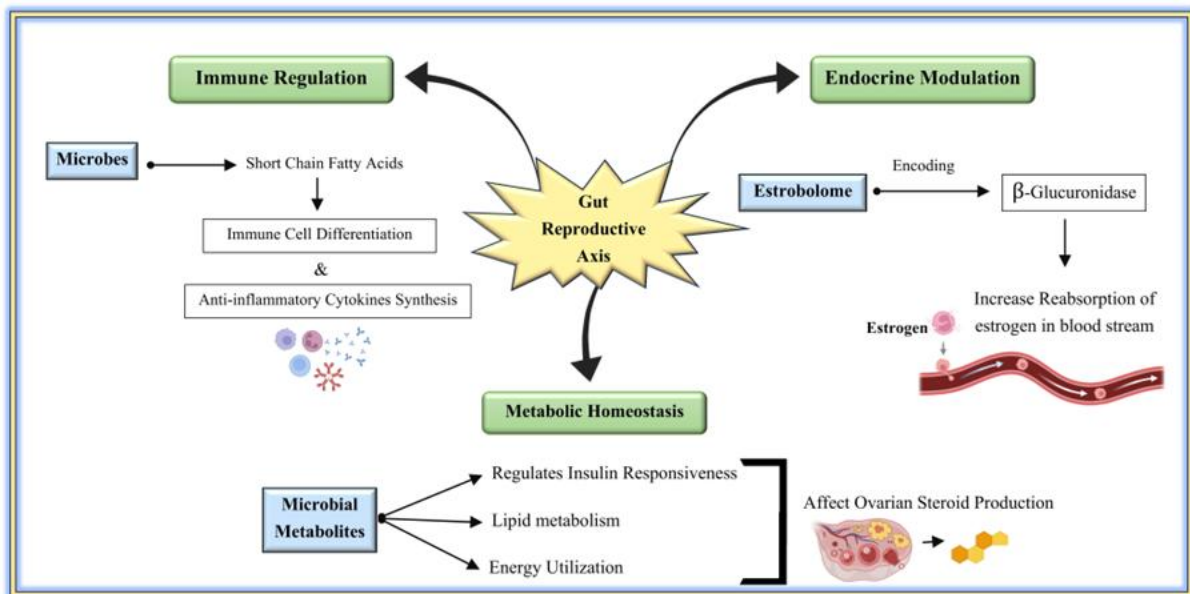 Immune Regulation
Endocrine Modulation
Microbes
Short Chain Fatty Acids
Immune Cell Differentiation
&
Anti-inflammatory Cytokines Synthesis
Gut
Reproductive
Axis
Encoding
Estrobolome
β-Glucuronidase
Increase Reabsorption of
estrogen in blood stream
Estrogen
Metabolic Homeostasis
Microbial
Metabolites
Regulates Insulin Responsiveness
Lipid metabolism
Energy Utilization
Affect Ovarian Steroid Production